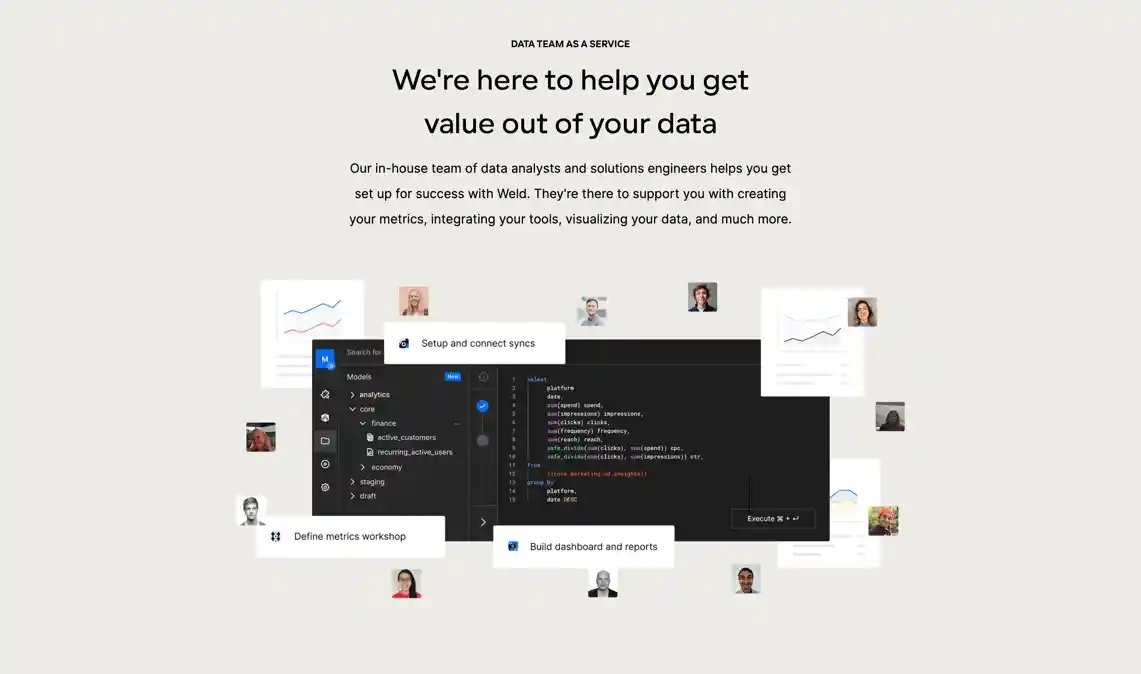 DATA TEAM AS A SERVICE
We're here to help you get
value out of your data
Our in-house team of data analysts and solutions engineers helps you get
set up for success with Weld. They're there to support you with creating
your metrics, integrating your tools, visualizing your data, and much more.
Setup and connect syncs
M
Search for
Models
New
analytics
core
finance
active_customers
recurring_active_users
economy
staging
draft
1 select
2 platform
3 date,
4 sum(spend) spend,
5 sum(impressions) impressions,
6 sum(clicks) clicks,
7 sum(frequency) frequency,
8 sum(reach) reach,
9 safe_divide(sum(clicks), sum(spend)) cpc,
10 safe_divide(sum(clicks), sum(impressions)) ctr,
11 from
12 {{core.marketing.ad_insights}}
13 group by
14 platform,
15 date DESC
Execute ⌘ + ↵
Define metrics workshop
Build dashboard and reports